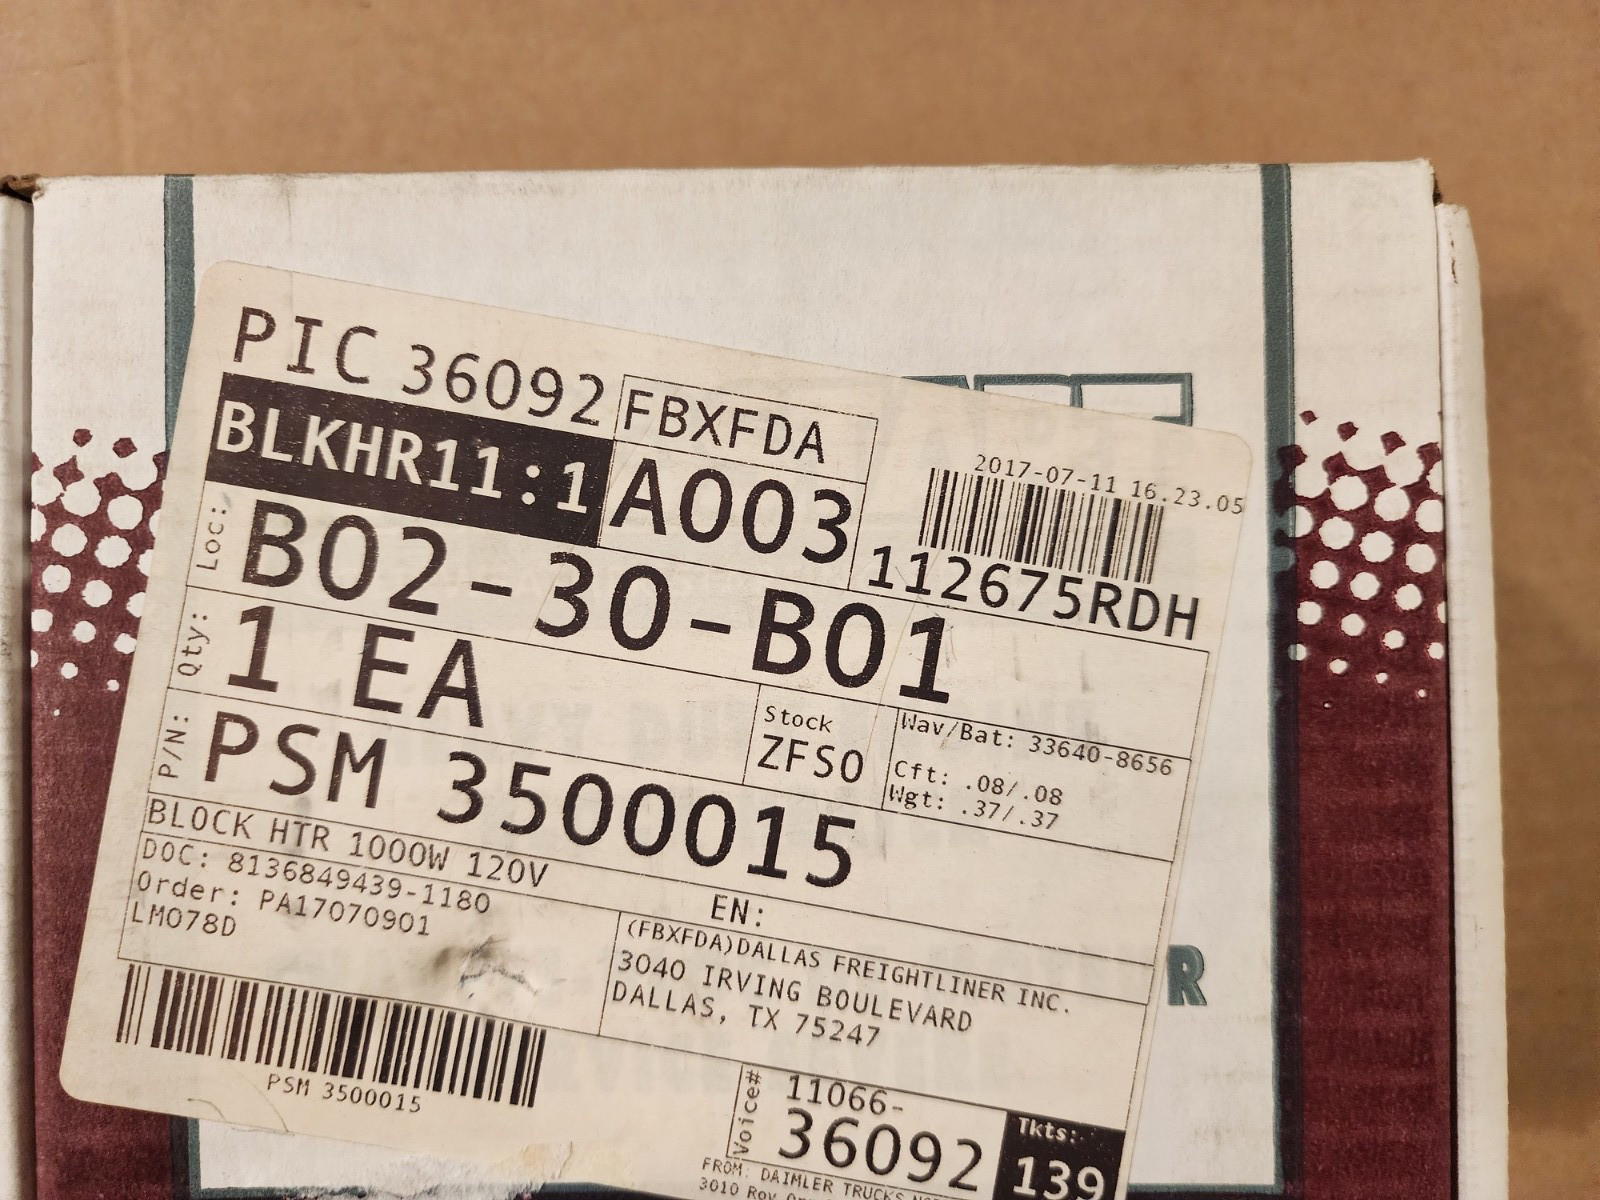 PIC 36092
FBXFDA
BLKHR11:1
A003
2017-07-11 16.23.05
112675RDH
Loc: B02-30-B01
Qty: 1 EA
Stock
ZFS0
Wav/Bat: 33640-8656
Cft: .08/.08
Wgt: .37/.37
P/N: PSM 3500015
BLOCK HTR 1000W 120V
EN:
DOC: 8136849439-1180
Order: PA17070901
LM078D
(FBXFDA)DALLAS FREIGHTLINER INC.
3040 IRVING BOULEVARD
DALLAS, TX 75247
PSM 3500015
Voice# 11066-
36092
Tkts:
139
FROM: DAIMLER TRUCKS
3010
R